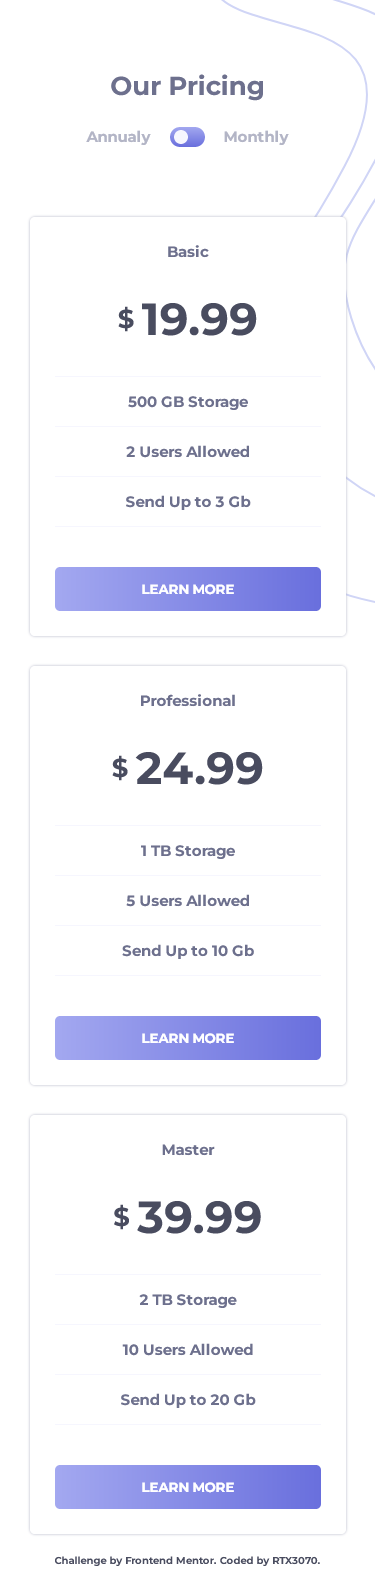 Our Pricing
Annualy Monthly
Basic
$ 19.99
500 GB Storage
2 Users Allowed
Send Up to 3 Gb
LEARN MORE
Professional
$ 24.99
1 TB Storage
5 Users Allowed
Send Up to 10 Gb
LEARN MORE
Master
$ 39.99
2 TB Storage
10 Users Allowed
Send Up to 20 Gb
LEARN MORE
Challenge by Frontend Mentor. Coded by RTX3070.